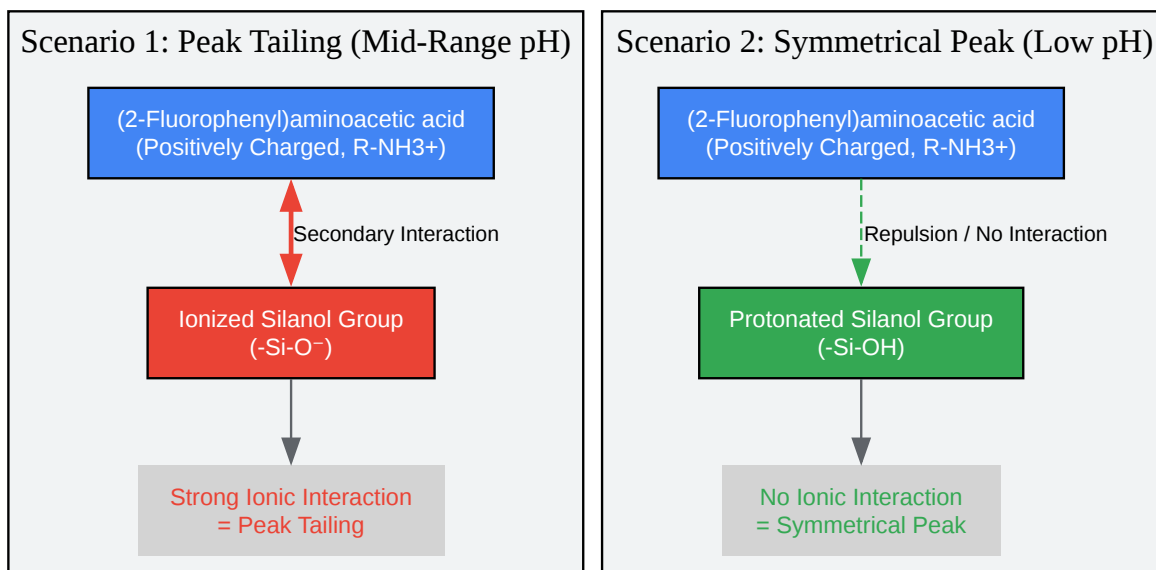 Scenario 1: Peak Tailing (Mid-Range pH)
(2-Fluorophenyl)aminoacetic acid
(Positively Charged, R-NH3+)
Secondary Interaction
Ionized Silanol Group
(-Si-O⁻)
Strong Ionic Interaction
= Peak Tailing
Scenario 2: Symmetrical Peak (Low pH)
(2-Fluorophenyl)aminoacetic acid
(Positively Charged, R-NH3+)
Repulsion / No Interaction
Protonated Silanol Group
(-Si-OH)
No Ionic Interaction
= Symmetrical Peak